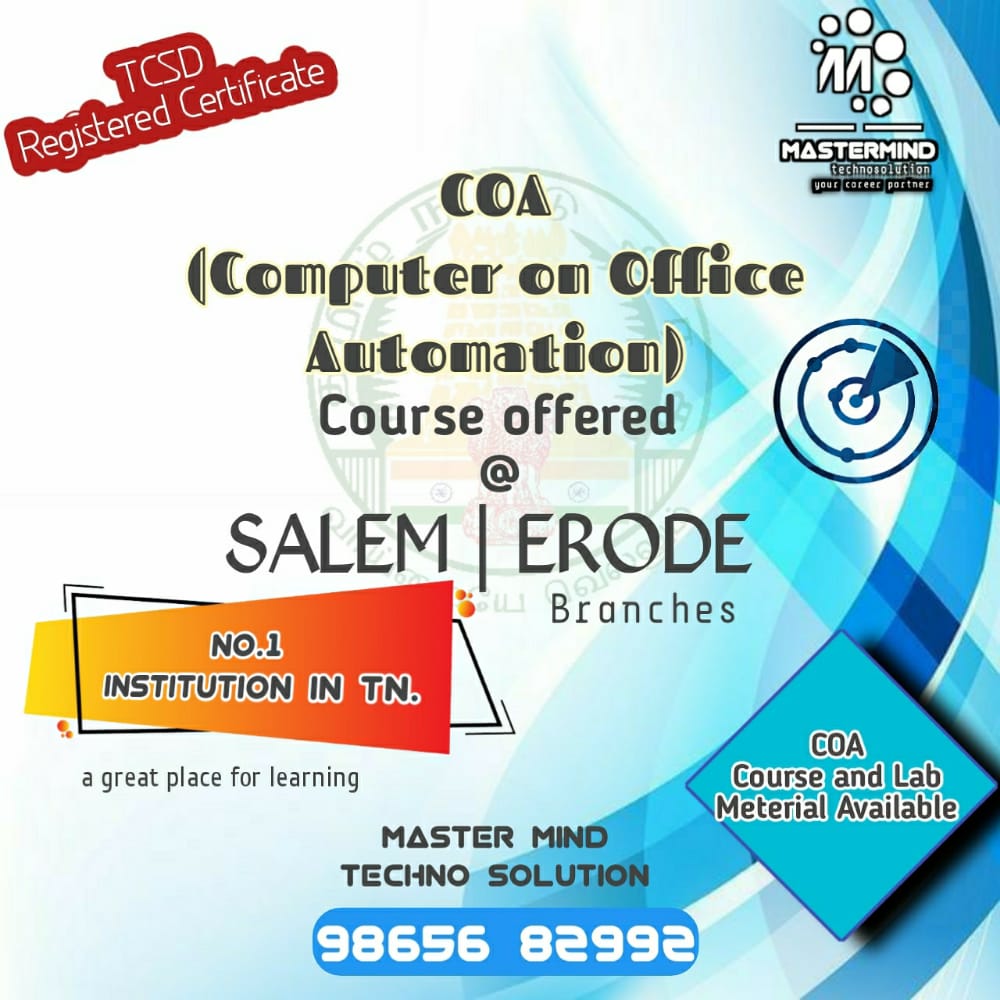 TCSD
Registered Certificate
M
MASTERMIND
technosolution
your career partner
COA
(Computer on Office
Automation)
Course offered
@
SALEM | ERODE
Branches
NO.1
INSTITUTION IN TN.
a great place for learning
COA
Course and Lab
Meterial Available
MASTER MIND
TECHNO SOLUTION
98656 82992